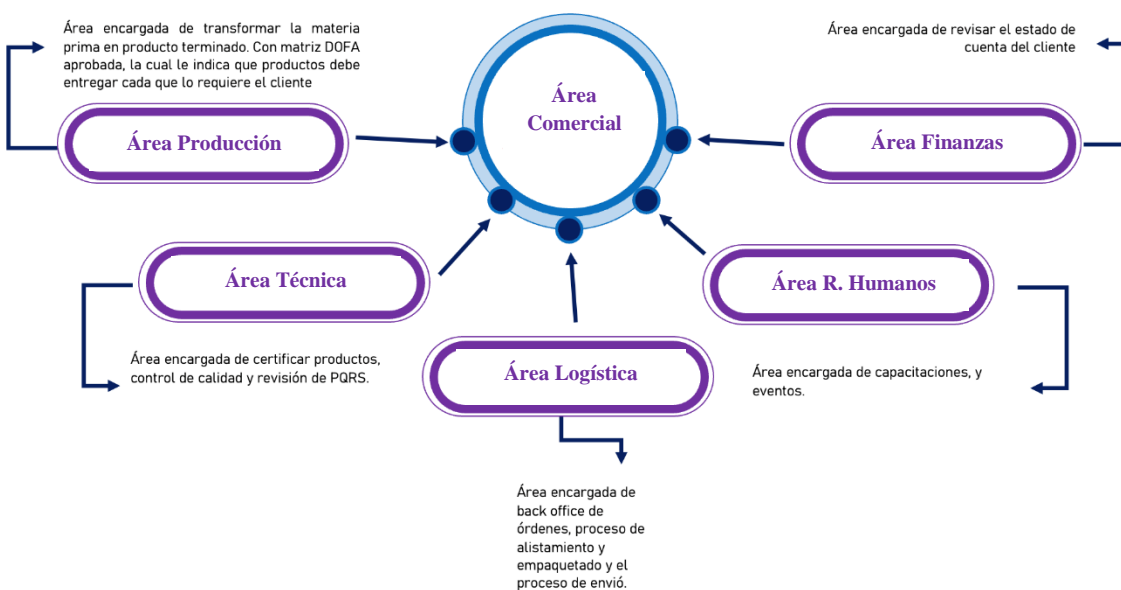 Área encargada de transformar la materia
prima en producto terminado. Con matriz DOFA
aprobada, la cual le indica que productos debe
entregar cada que lo requiere el cliente
Área Producción
Área
Comercial
Área encargada de revisar el estado de
cuenta del cliente
Área Finanzas
Área Técnica
Área encargada de certificar productos,
control de calidad y revisión de PQRS.
Área R. Humanos
Área encargada de capacitaciones, y
eventos.
Área Logística
Área encargada de
back office de
órdenes, proceso de
alistamiento y
empaquetado y el
proceso de envió.